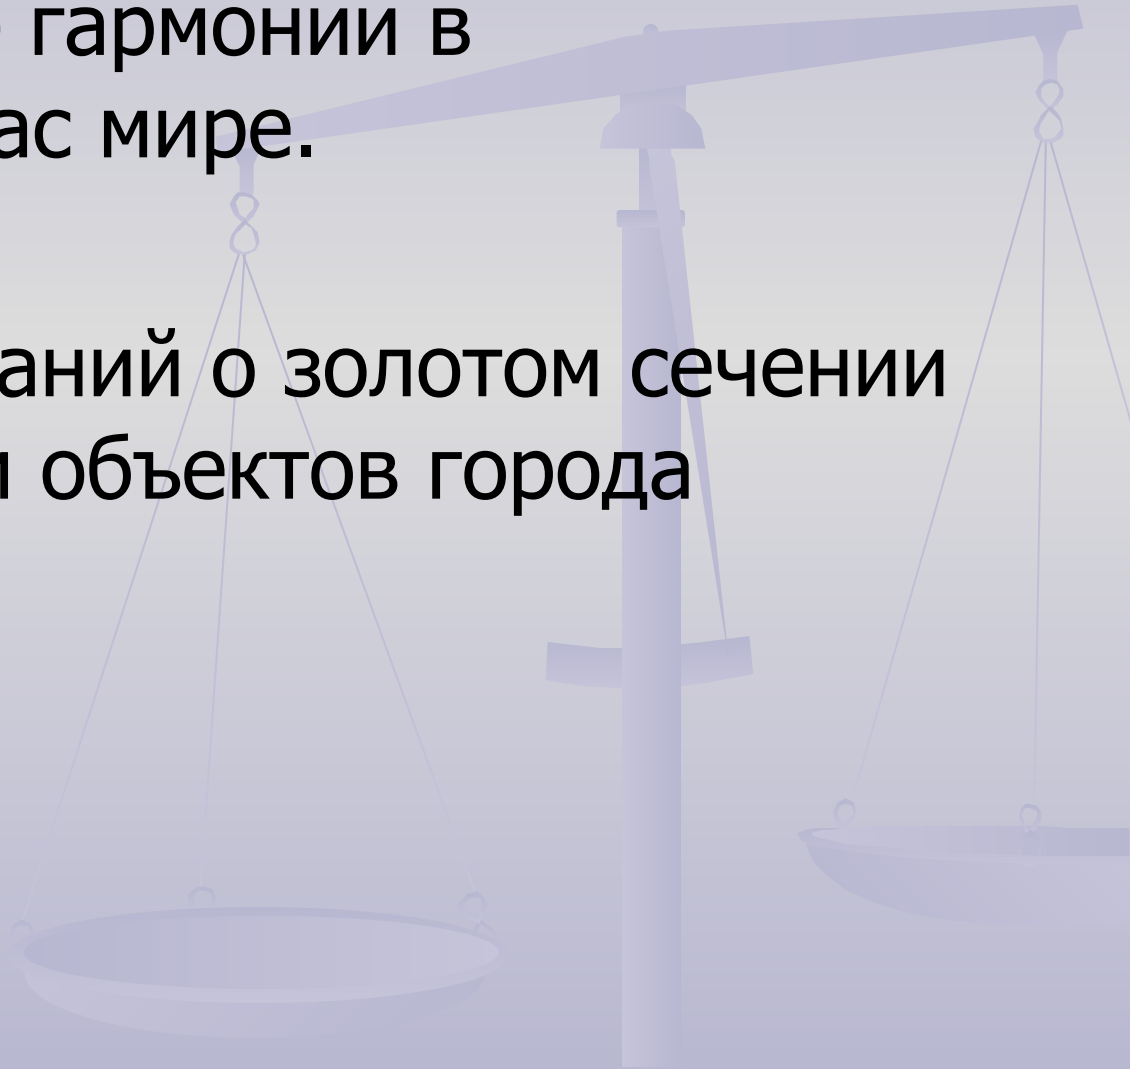 гармонии в
ас мире.
аний о золотом сечении
объектов города